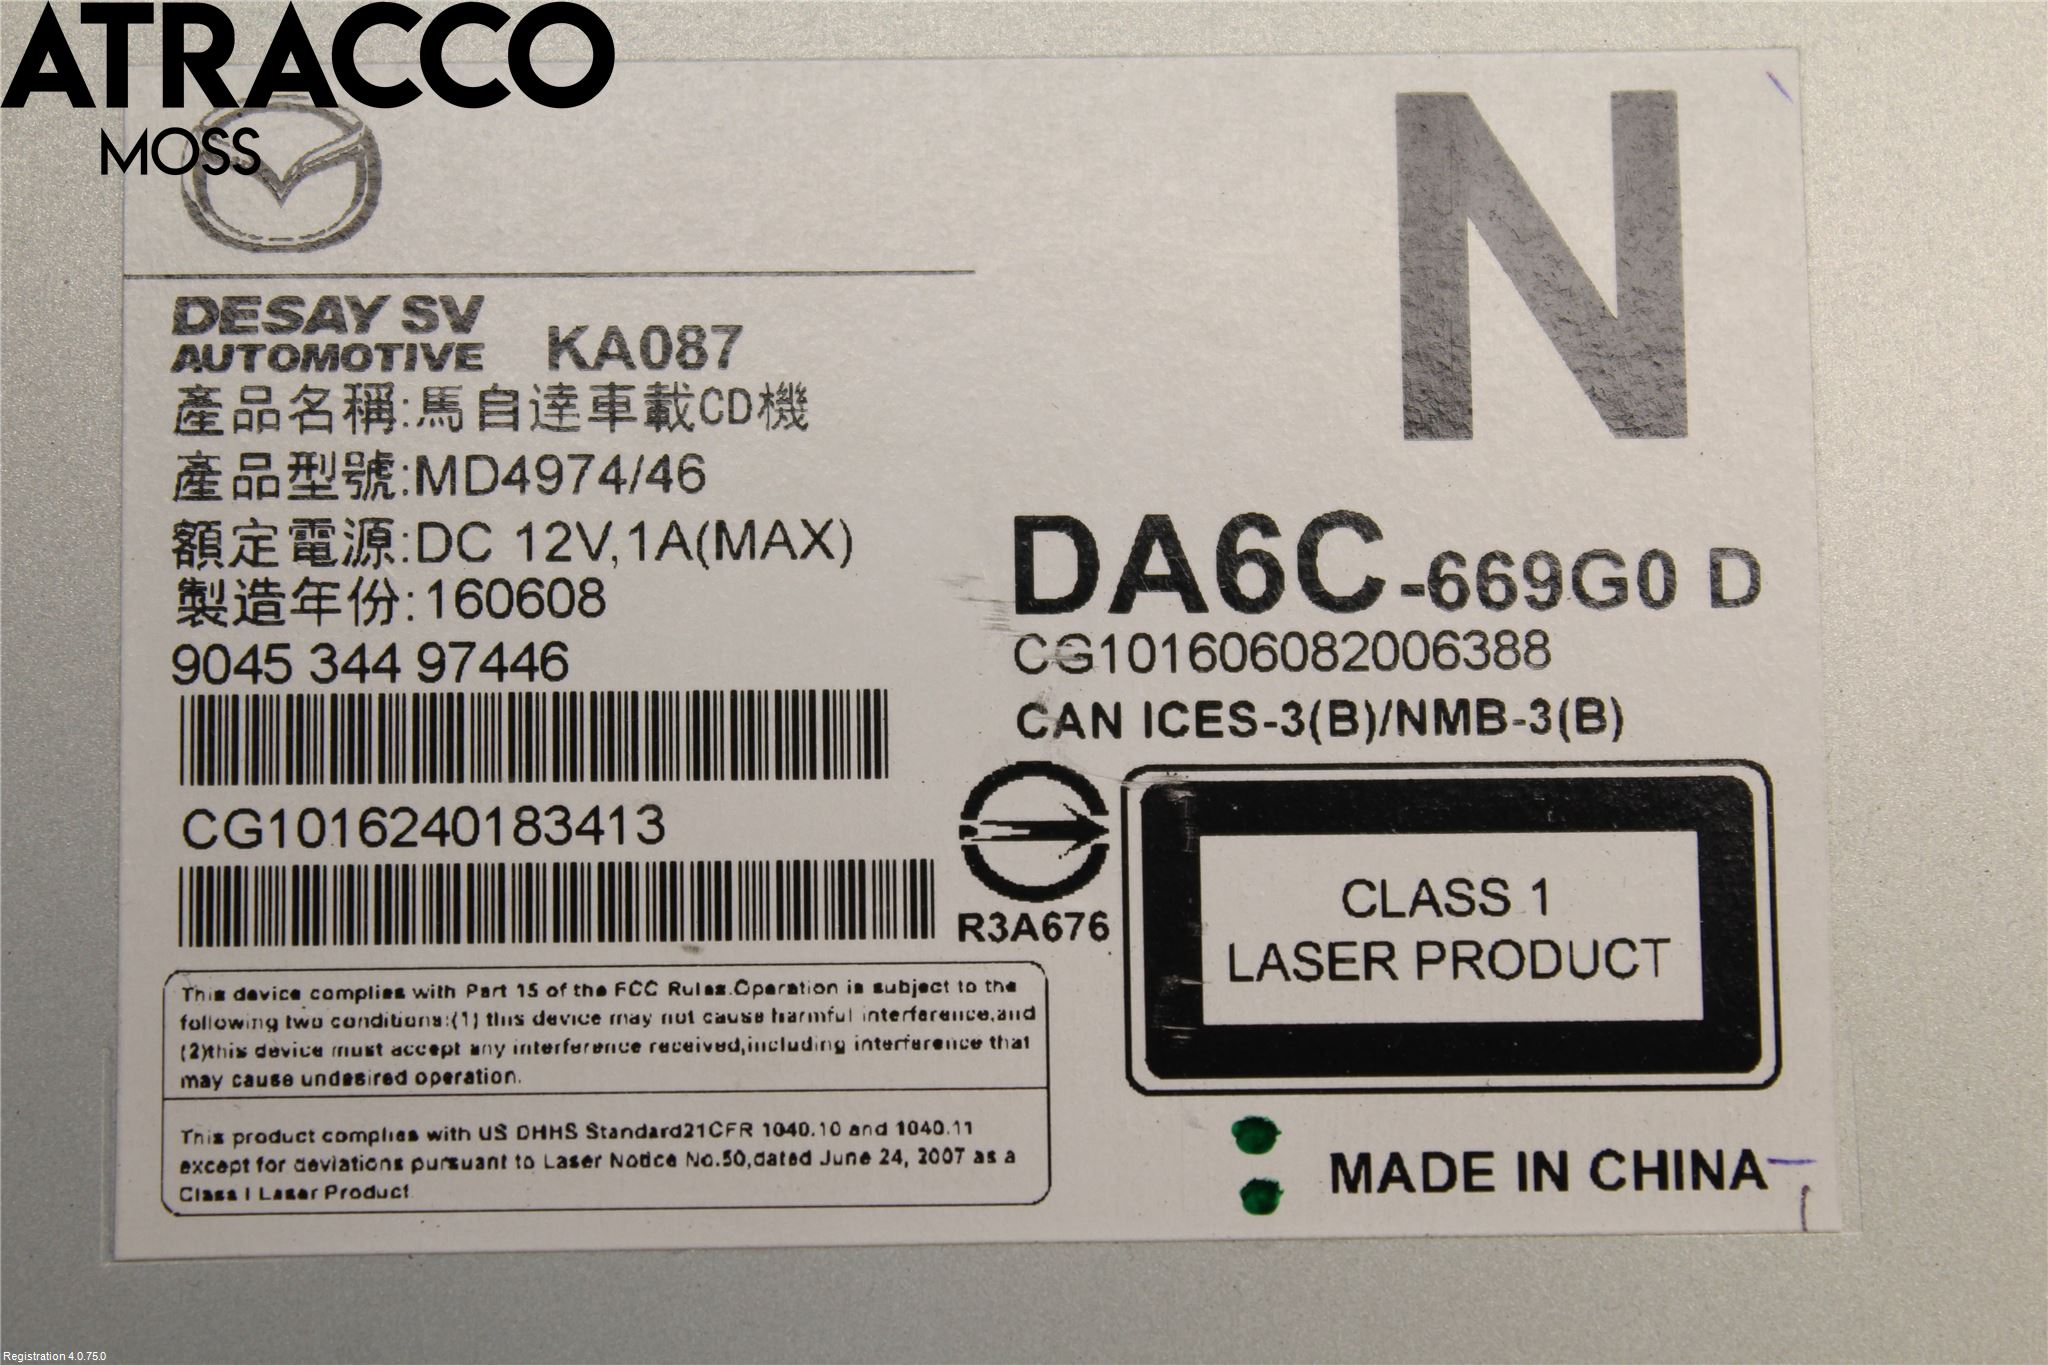 ATRACCO
MOSS
N
DESAY SV
AUTOMOTIVE
KA087
產品名稱:馬自達車載CD機
產品型號:MD4974/46
額定電源:DC 12V,1A(MAX)
製造年份:160608
9045 344 97446
CG1016240183413
DA6C-669G0 D
CG101606082006388
CAN ICES-3(B)/NMB-3(B)
R3A676
CLASS 1
LASER PRODUCT
This device complies with Part 15 of the FCC Rules.Operation is subject to the
following two conditions:(1) this device may not cause harmful interference,and
(2)this device must accept any interference received,including interference that
may cause undesired operation.
This product complies with US DHHS Standard21CFR 1040.10 and 1040.11
except for deviations pursuant to Laser Notice No.50,dated June 24, 2007 as a
Class I Laser Product
MADE IN CHINA
Registration 4.0.75.0